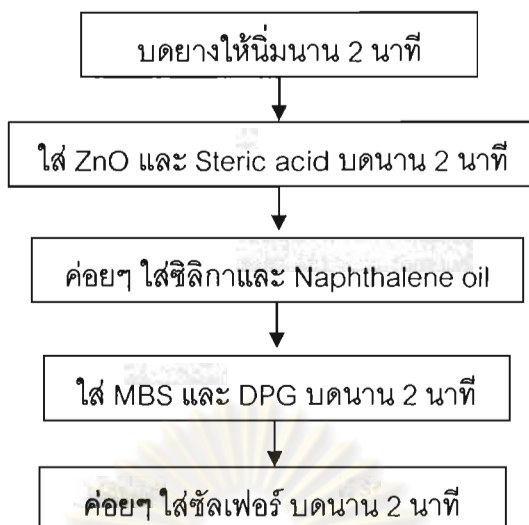 บดยางให้นิ่มนาน 2 นาที
ใส่ ZnO และ Steric acid บดนาน 2 นาที
ค่อยๆ ใส่ซิลิกาและ Naphthalene oil
ใส่ MBS และ DPG บดนาน 2 นาที
ค่อยๆ ใส่ซัลเฟอร์ บดนาน 2 นาที